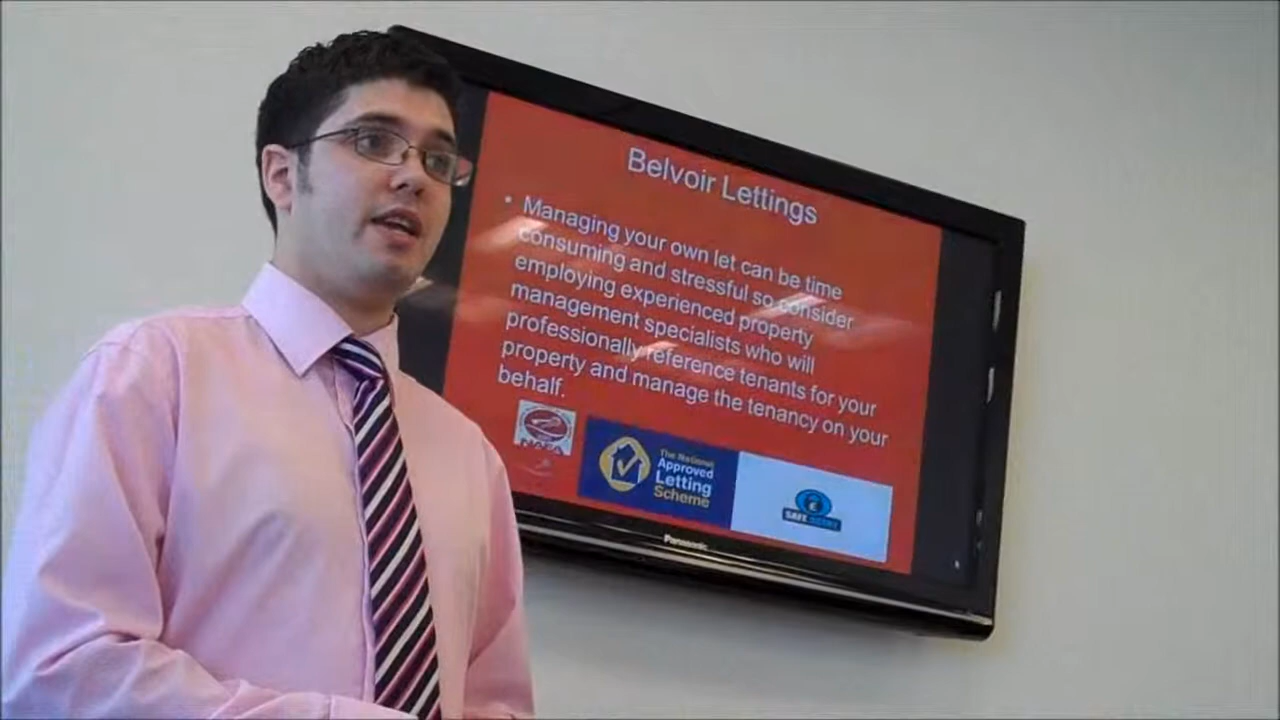 Belvoir Lettings
• Managing your own let can be time
consuming and stressful so consider
employing experienced property
management specialists who will
professionally reference tenants for your
property and manage the tenancy on your
behalf.
The National
Approved
Letting
Scheme
SAFE
Panasonic